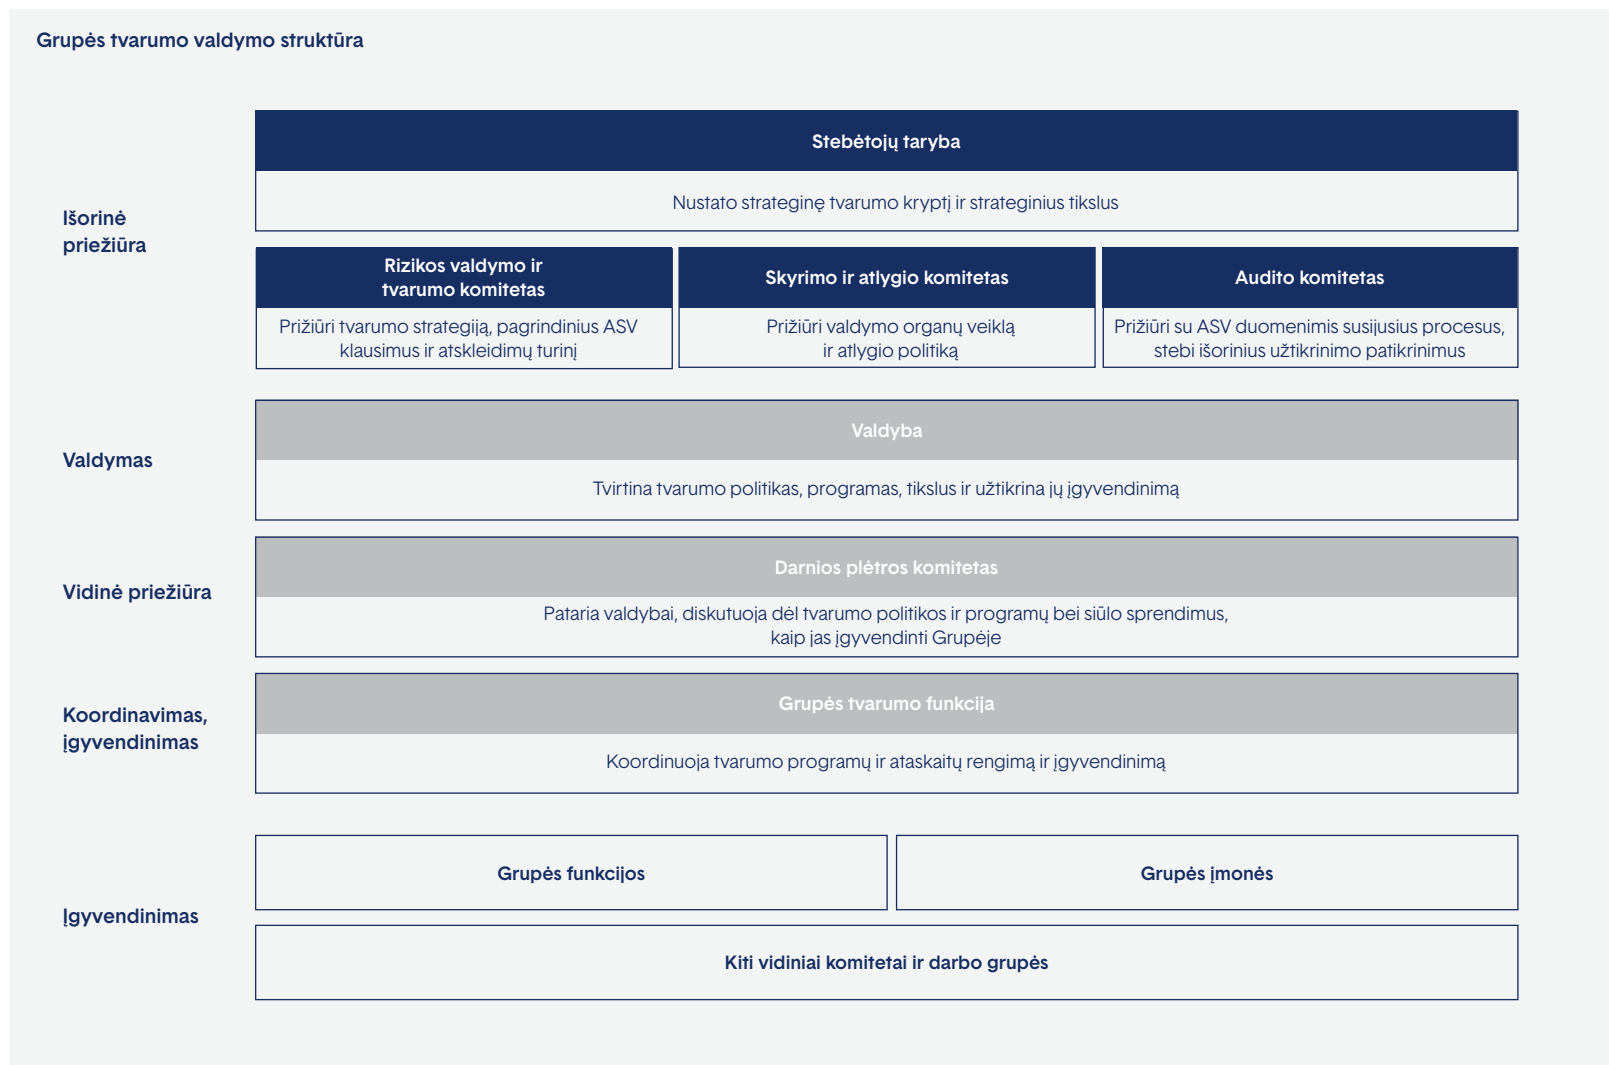 Grupės tvarumo valdymo struktūra
Išorinė
priežiūra
Stebėtojų taryba
Nustato strateginę tvarumo kryptį ir strateginius tikslus
Rizikos valdymo ir
tvarumo komitetas
Prižiūri tvarumo strategiją, pagrindinius ASV
klausimus ir atskleidimų turinį
Skyrimo ir atlygio komitetas
Prižiūri valdymo organų veiklą
ir atlygio politiką
Audito komitetas
Prižiūri su ASV duomenimis susijusius procesus,
stebi išorinius užtikrinimo patikrinimus
Valdymas
Valdyba
Tvirtina tvarumo politikas, programas, tikslus ir užtikrina jų įgyvendinimą
Vidinė priežiūra
Darnios plėtros komitetas
Pataria valdybai, diskutuoja dėl tvarumo politikos ir programų bei siūlo sprendimus,
kaip jas įgyvendinti Grupėje
Koordinavimas,
įgyvendinimas
Grupės tvarumo funkcija
Koordinuoja tvarumo programų ir ataskaitų rengimą ir įgyvendinimą
Įgyvendinimas
Grupės funkcijos
Grupės įmonės
Kiti vidiniai komitetai ir darbo grupės